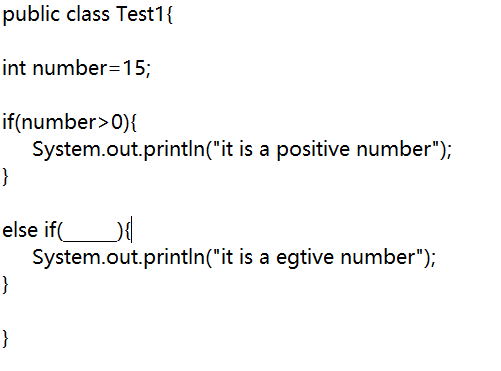 public class Test1{
int number=15;
if(number>0){
System.out.println("it is a positive number");
}
else if(_____){
System.out.println("it is a egtive number");
}
}